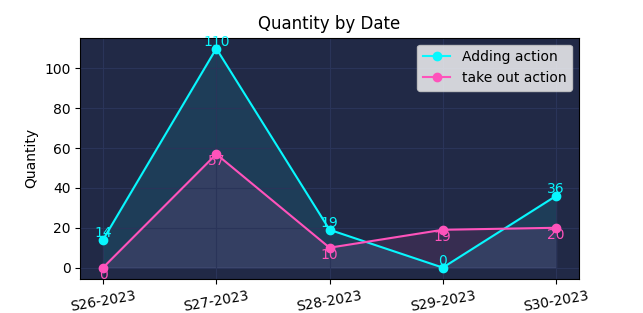 Quantity by Date
Adding action
take out action
Quantity
100
80
60
40
20
0
14
110
19
0
36
0
57
10
19
20
S26-2023
S27-2023
S28-2023
S29-2023
S30-2023